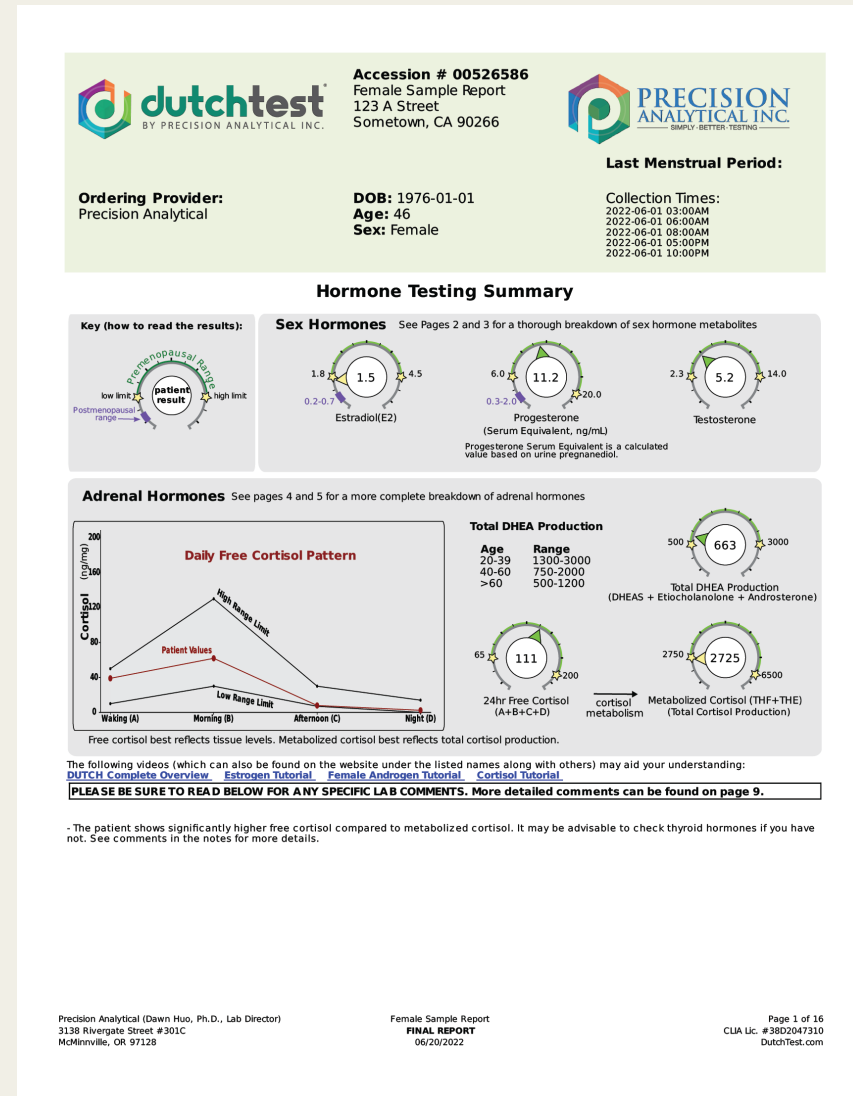 dutchtest
BY PRECISION ANALYTICAL INC.
Accession # 00526586
Female Sample Report
123 A Street
Sometown, CA 90266
PRECISION
ANALYTICAL INC.
SIMPLY · BETTER · TESTING
Last Menstrual Period:
Ordering Provider:
Precision Analytical
DOB: 1976-01-01
Age: 46
Sex: Female
Collection Times:
2022-06-01 03:00AM
2022-06-01 06:00AM
2022-06-01 08:00AM
2022-06-01 05:00PM
2022-06-01 10:00PM
Hormone Testing Summary
Key (how to read the results):
Premenopausal Range
patient
result
low limit
high limit
Postmenopausal
range
Sex Hormones See Pages 2 and 3 for a thorough breakdown of sex hormone metabolites
1.8
1.5
4.5
0.2-0.7
Estradiol(E2)
6.0
11.2
20.0
0.3-2.0
Progesterone
(Serum Equivalent, ng/mL)
Progesterone Serum Equivalent is a calculated
value based on urine pregnanediol.
2.3
5.2
14.0
Testosterone
Adrenal Hormones See pages 4 and 5 for a more complete breakdown of adrenal hormones
Daily Free Cortisol Pattern
Cortisol (ng/mg)
200
160
120
80
40
0
High Range Limit
Patient Values
Low Range Limit
Waking (A)
Morning (B)
Afternoon (C)
Night (D)
Total DHEA Production
Age Range
20-39 1300-3000
40-60 750-2000
>60 500-1200
500
663
3000
Total DHEA Production
(DHEAS + Etiocholanolone + Androsterone)
65
111
200
24hr Free Cortisol
(A+B+C+D)
cortisol
metabolism
2750
2725
6500
Metabolized Cortisol (THF+THE)
(Total Cortisol Production)
Free cortisol best reflects tissue levels. Metabolized cortisol best reflects total cortisol production.
The following videos (which can also be found on the website under the listed names along with others) may aid your understanding:
DUTCH Complete Overview Estrogen Tutorial Female Androgen Tutorial Cortisol Tutorial
PLEASE BE SURE TO READ BELOW FOR ANY SPECIFIC LAB COMMENTS. More detailed comments can be found on page 9.
- The patient shows significantly higher free cortisol compared to metabolized cortisol. It may be advisable to check thyroid hormones if you have
not. See comments in the notes for more details.
Precision Analytical (Dawn Huo, Ph.D., Lab Director)
3138 Rivergate Street #301C
McMinnville, OR 97128
Female Sample Report
FINAL REPORT
06/20/2022
Page 1 of 16
CLIA Lic. #38D2047310
DutchTest.com